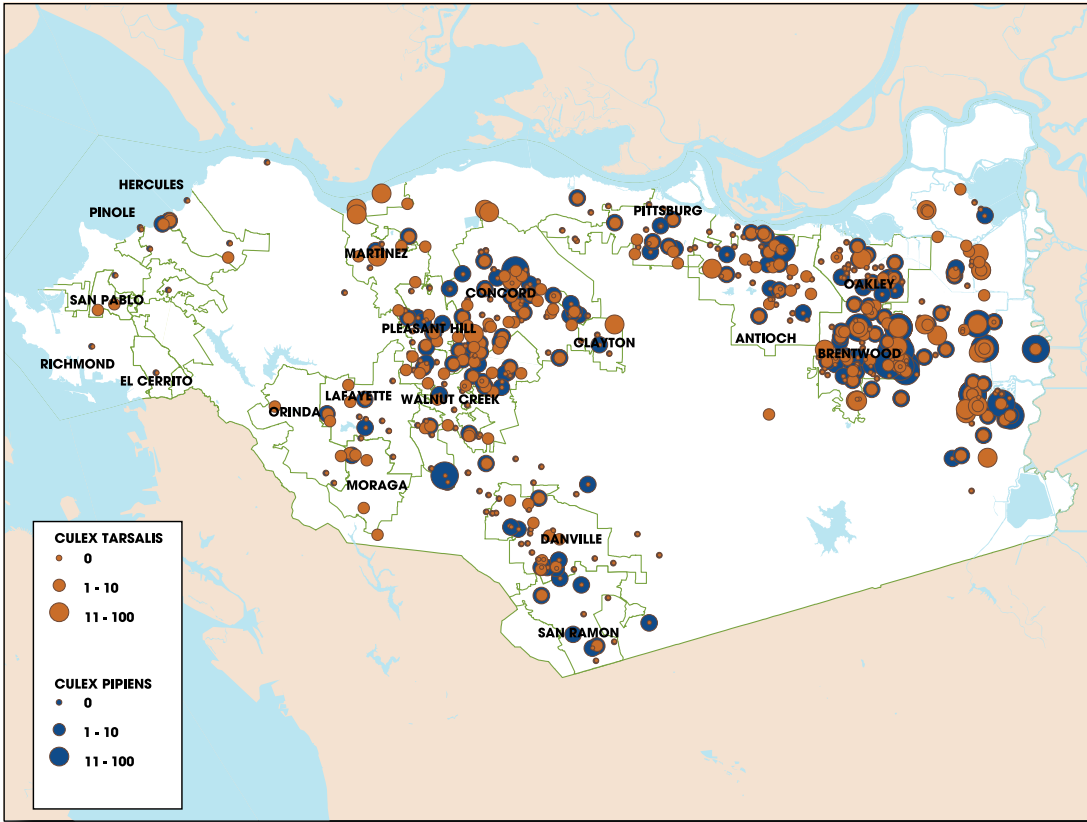 HERCULES
PINOLE
PITTSBURG
MARTINEZ
OAKLEY
CONCORD
SAN PABLO
PLEASANT HILL
ANTIOCH
CLAYTON
BRENTWOOD
RICHMOND
EL CERRITO
LAFAYETTE
WALNUT CREEK
ORINDA
MORAGA
DANVILLE
SAN RAMON
CULEX TARSALIS
0
1 - 10
11 - 100
CULEX PIPIENS
0
1 - 10
11 - 100